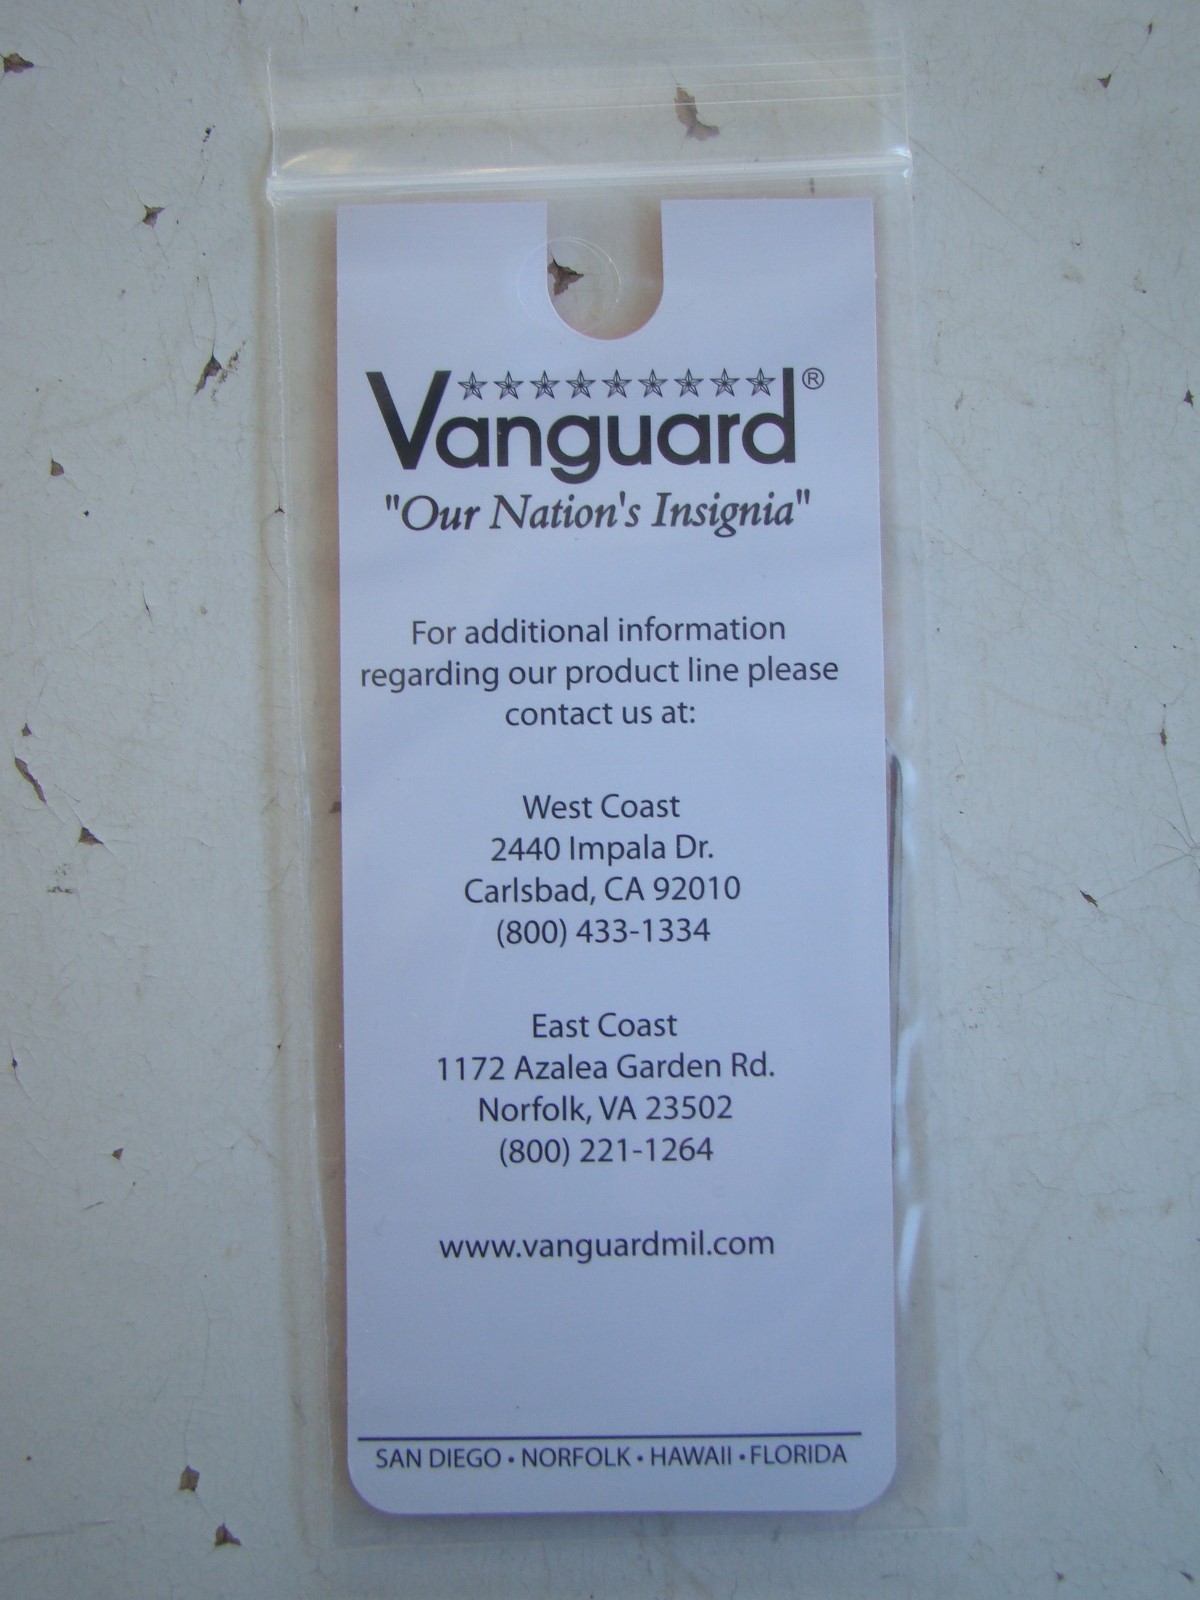 Vanguard®
"Our Nation's Insignia"
For additional information
regarding our product line please
contact us at:
West Coast
2440 Impala Dr.
Carlsbad, CA 92010
(800) 433-1334
East Coast
1172 Azalea Garden Rd.
Norfolk, VA 23502
(800) 221-1264
www.vanguardmil.com
SAN DIEGO • NORFOLK • HAWAII • FLORIDA